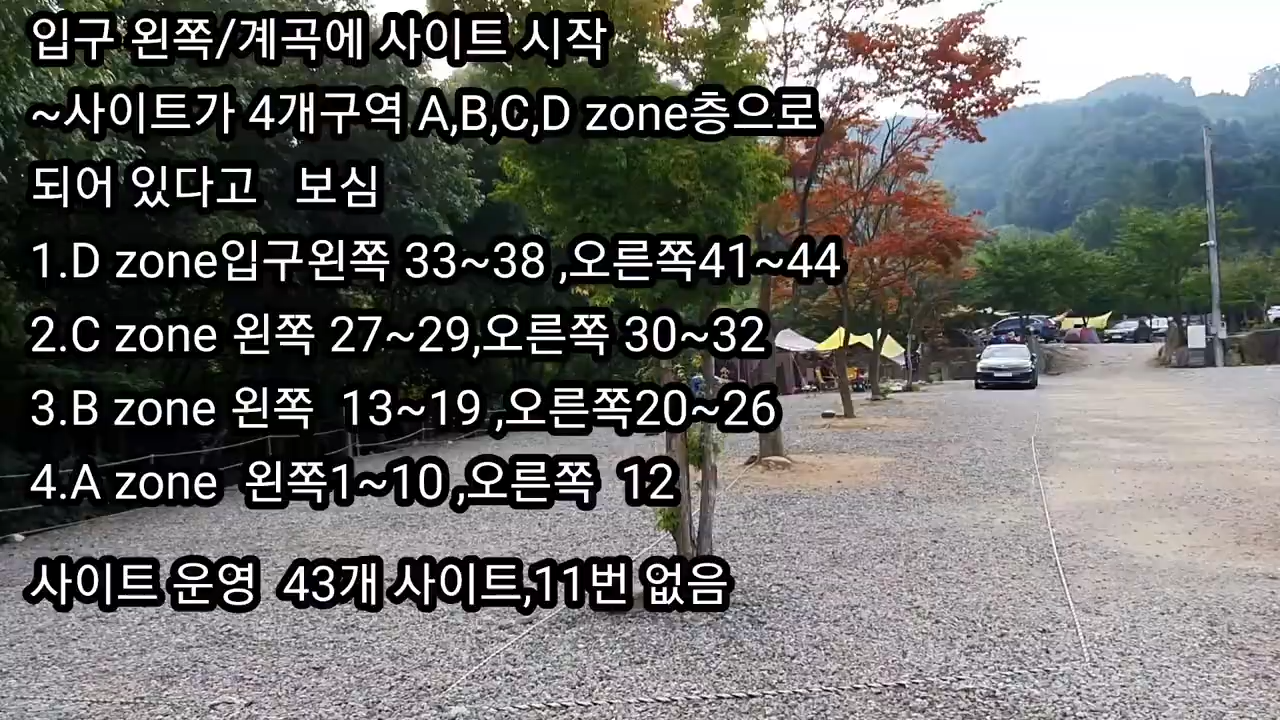 입구 왼쪽/계곡에 사이트 시작
~사이트가 4개구역 A,B,C,D zone층으로
되어 있다고 보심
1.D zone입구왼쪽 33~38 ,오른쪽41~44
2.C zone 왼쪽 27~29,오른쪽 30~32
3.B zone 왼쪽 13~19 ,오른쪽20~26
4.A zone 왼쪽1~10 ,오른쪽 12
사이트 운영 43개 사이트,11번 없음